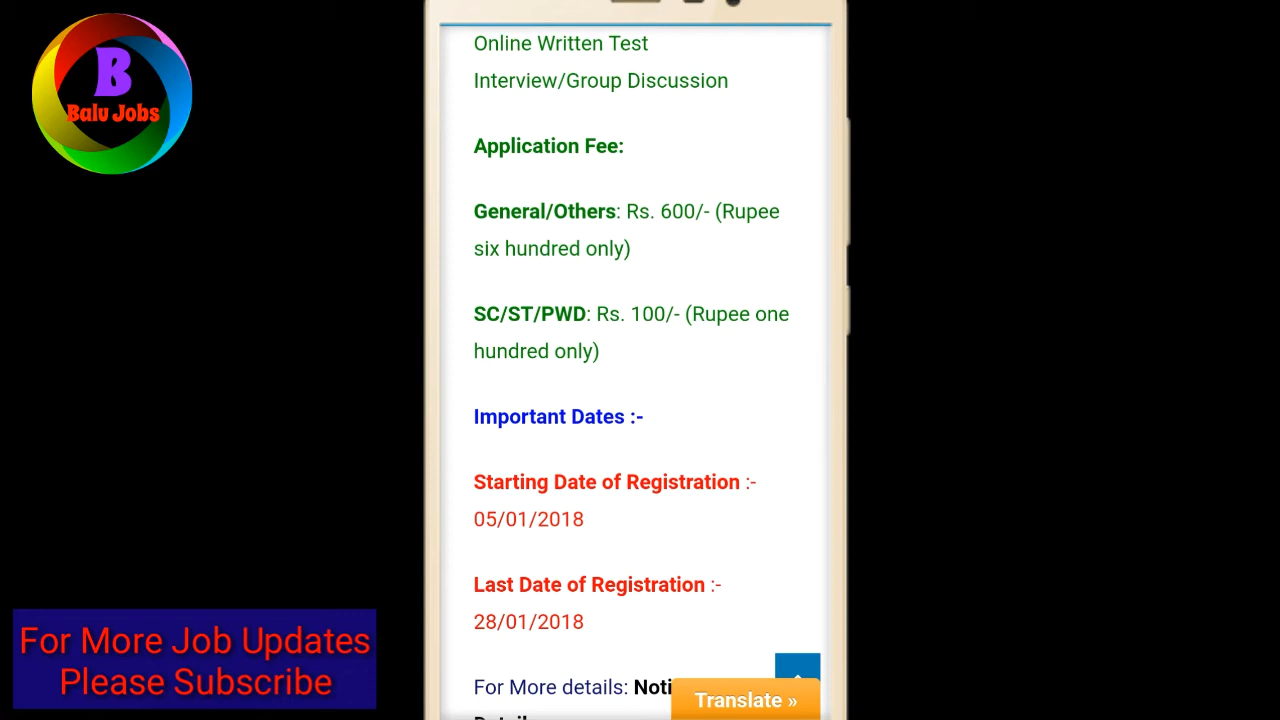 B
Balu Jobs
Online Written Test
Interview/Group Discussion
Application Fee:
General/Others: Rs. 600/- (Rupee
six hundred only)
SC/ST/PWD: Rs. 100/- (Rupee one
hundred only)
Important Dates :-
Starting Date of Registration :-
05/01/2018
Last Date of Registration :-
28/01/2018
For More details:
Translate »
For More Job Updates
Please Subscribe